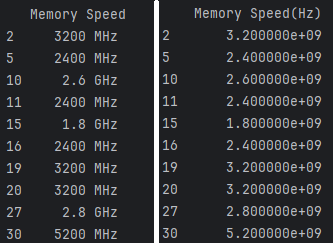 Memory Speed
2 3200 MHz
5 2400 MHz
10 2.6 GHz
11 2400 MHz
15 1.8 GHz
16 2400 MHz
19 3200 MHz
20 3200 MHz
27 2.8 GHz
30 5200 MHz
Memory Speed(Hz)
2 3.200000e+09
5 2.400000e+09
10 2.600000e+09
11 2.400000e+09
15 1.800000e+09
16 2.400000e+09
19 3.200000e+09
20 3.200000e+09
27 2.800000e+09
30 5.200000e+09